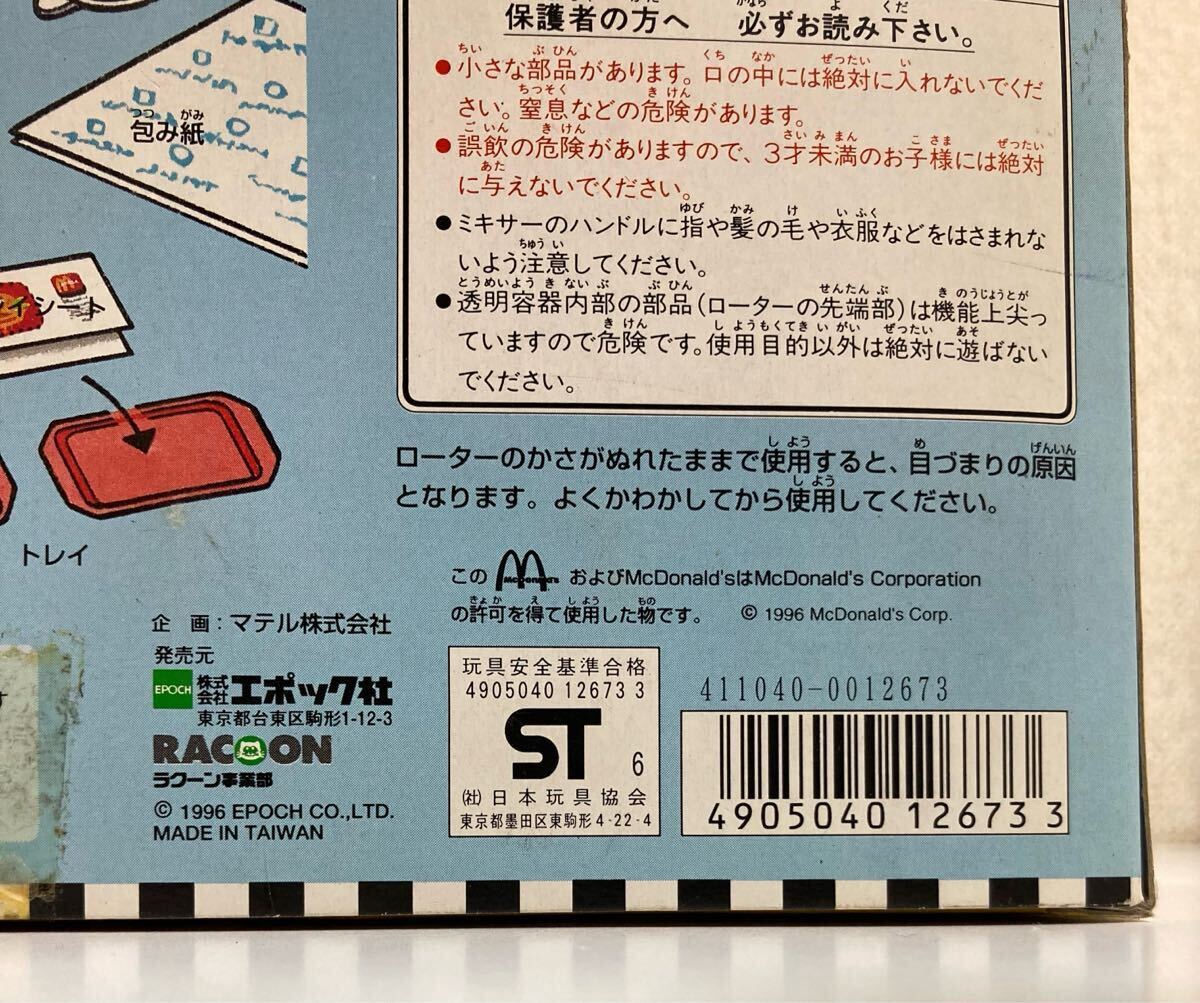 保護者の方へ 必ずお読み下さい。
●小さな部品があります。口の中には絶対に入れないでくだ
さい。窒息などの危険があります。
●誤飲の危険がありますので、3才未満のお子様には絶対
に与えないでください。
●ミキサーのハンドルに指や髪の毛や衣服などをはさまれな
いよう注意してください。
●透明容器内部の部品(ローターの先端部)は機能上尖っ
ていますので危険です。使用目的以外は絶対に遊ばない
でください。
包み紙
シート
トレイ
ローターのかさがぬれたままで使用すると、目づまりの原因
となります。よくかわかしてから使用してください。
この McDonald's およびMcDonald'sはMcDonald's Corporation
の許可を得て使用した物です。 © 1996 McDonald's Corp.
企 画:マテル株式会社
発売元
EPOCH 株式会社エポック社
東京都台東区駒形1-12-3
RACOON
ラクーン事業部
© 1996 EPOCH CO.,LTD.
MADE IN TAIWAN
玩具安全基準合格
4905040 12673 3
ST 6
(社)日本玩具協会
東京都墨田区東駒形4-22-4
411040-0012673
4905040 12673 3